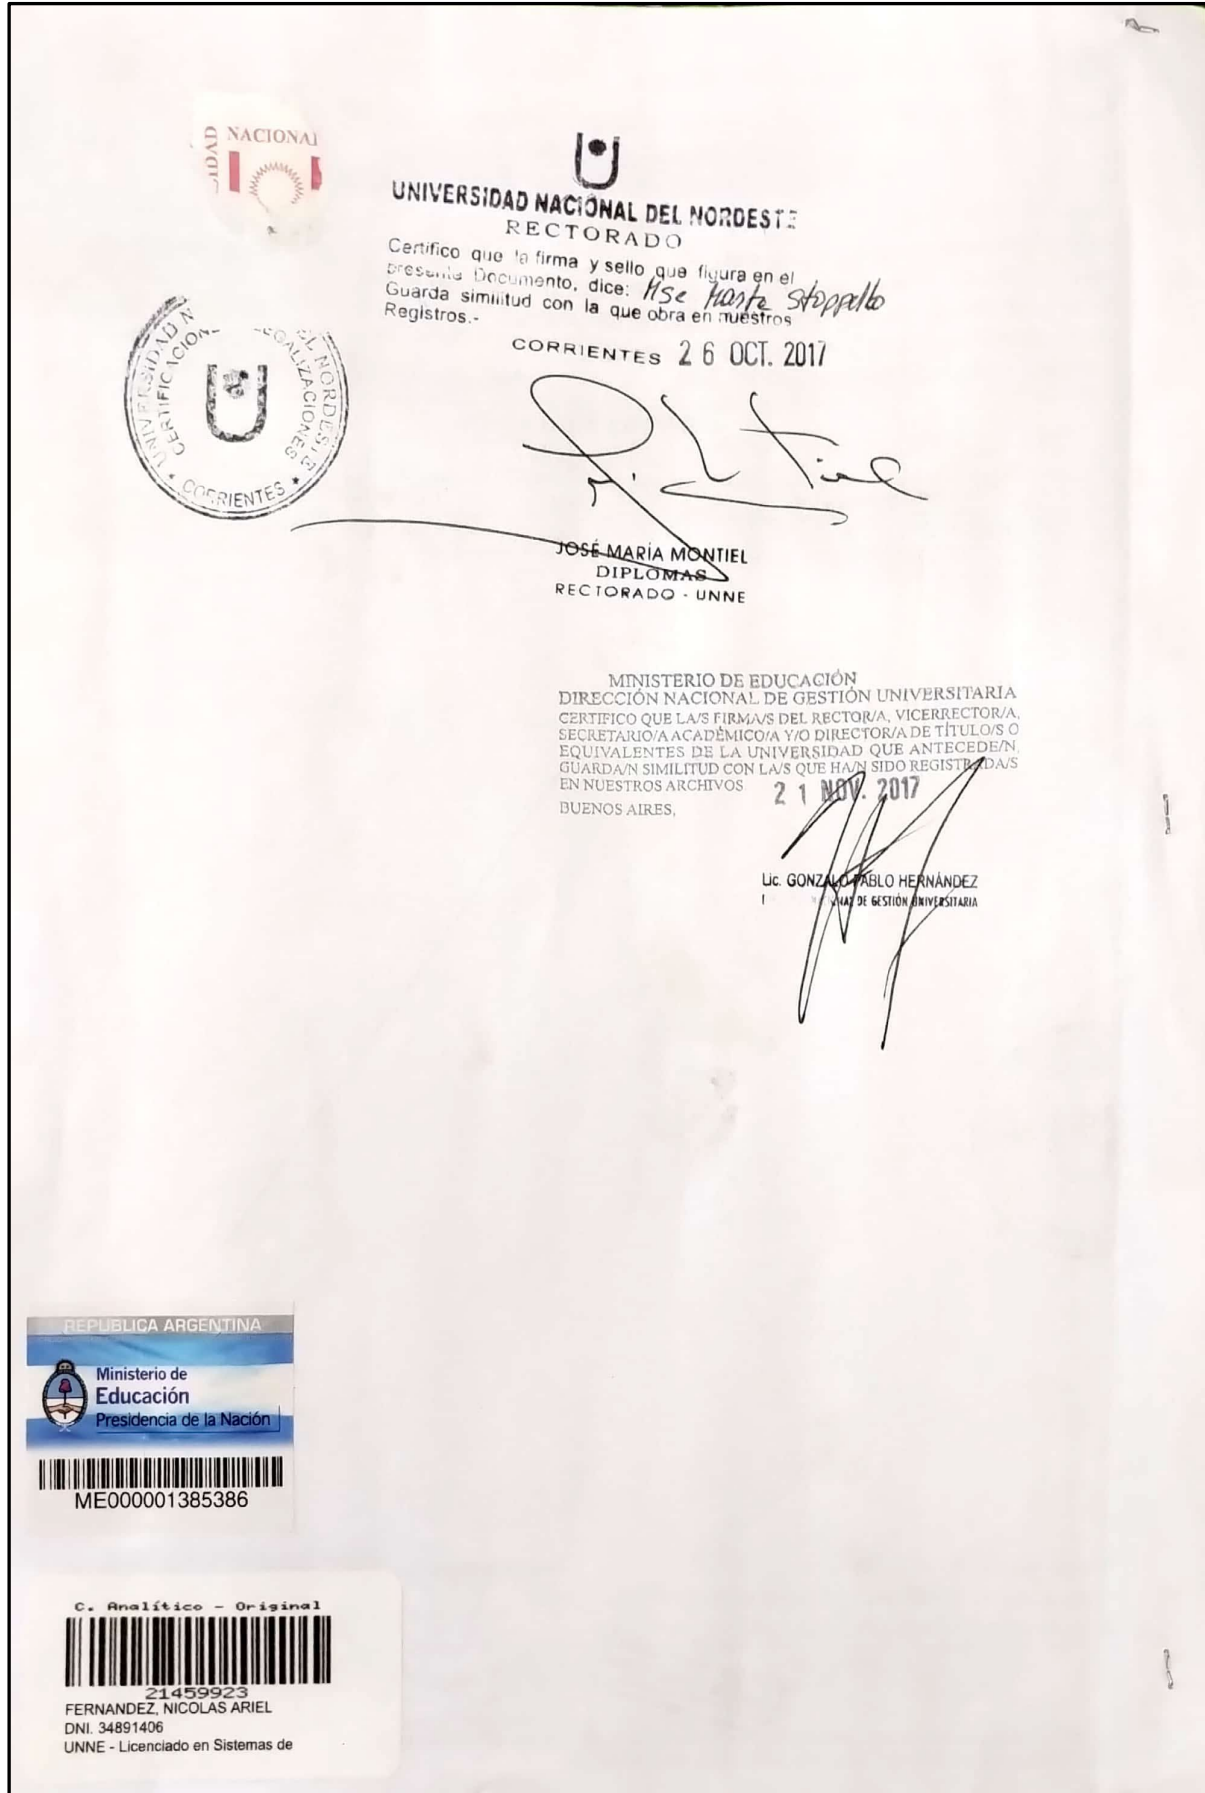 NACIONAL
UNIVERSIDAD NACIONAL DEL NORDESTE
RECTORADO
Certifico que la firma y sello que figura en el
presente Documento, dice: Mse Stoppello
Guarda similitud con la que obra en nuestros
Registros.-
CORRIENTES 26 OCT. 2017
UNIVERSIDAD N EL NORDESTE
CERTIFICACION LEGALIZACIONES
* CORRIENTES *
JOSÉ MARÍA MONTIEL
DIPLOMAS
RECTORADO - UNNE
MINISTERIO DE EDUCACIÓN
DIRECCIÓN NACIONAL DE GESTIÓN UNIVERSITARIA
CERTIFICO QUE LA/S FIRMA/S DEL RECTOR/A, VICERRECTOR/A,
SECRETARIO/A ACADÉMICO/A Y/O DIRECTOR/A DE TÍTULO/S O
EQUIVALENTES DE LA UNIVERSIDAD QUE ANTECEDE/N,
GUARDA/N SIMILITUD CON LA/S QUE HA/N SIDO REGISTRADA/S
EN NUESTROS ARCHIVOS 21 NOV. 2017
BUENOS AIRES,
Lic. GONZALO PABLO HERNÁNDEZ
DE GESTIÓN UNIVERSITARIA
REPUBLICA ARGENTINA
Ministerio de
Educación
Presidencia de la Nación
ME000001385386
C. Analítico - Original
21459923
FERNANDEZ, NICOLAS ARIEL
DNI. 34891406
UNNE - Licenciado en Sistemas de